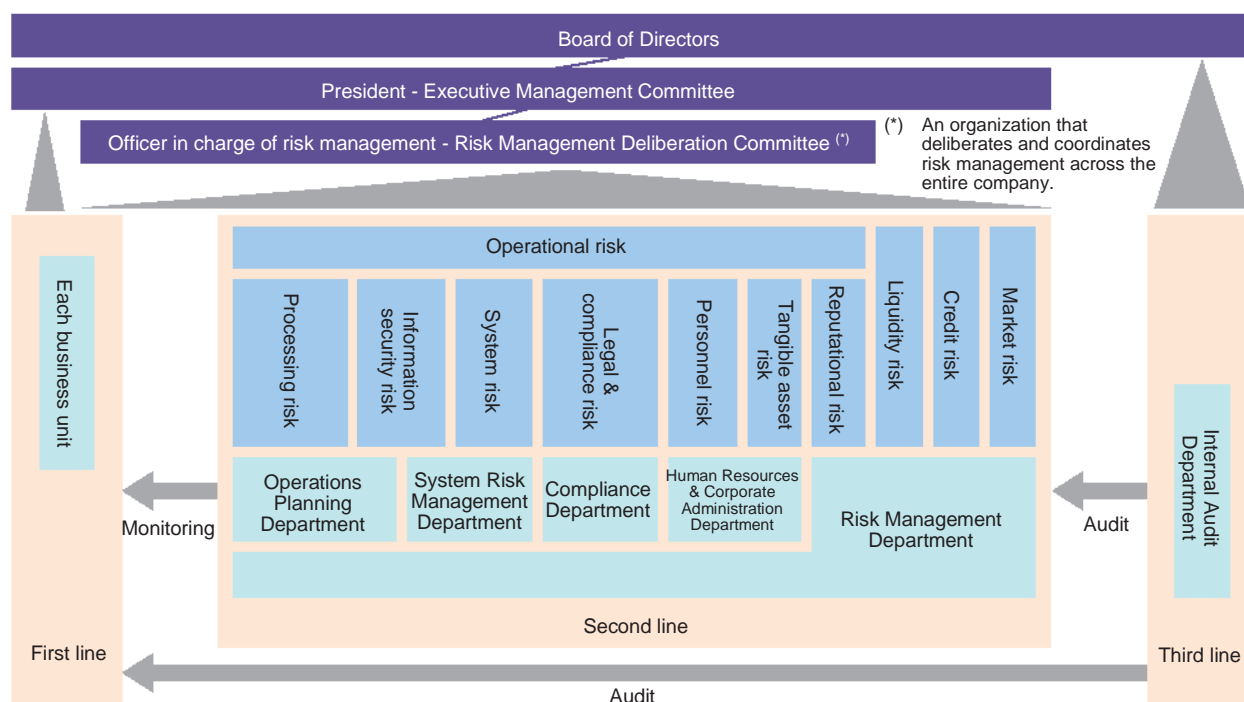 Board of Directors
President - Executive Management Committee
Officer in charge of risk management - Risk Management Deliberation Committee (*)
(*) An organization that
deliberates and coordinates
risk management across the
entire company.
Each business unit
First line
Monitoring
Operational risk
Processing risk
Information
security risk
System risk
Legal &
compliance risk
Personnel risk
Tangible asset
risk
Reputational risk
Liquidity risk
Credit risk
Market risk
Operations
Planning
Department
System Risk
Management
Department
Compliance
Department
Human Resources
& Corporate
Administration
Department
Risk Management
Department
Second line
Audit
Internal Audit
Department
Third line
Audit